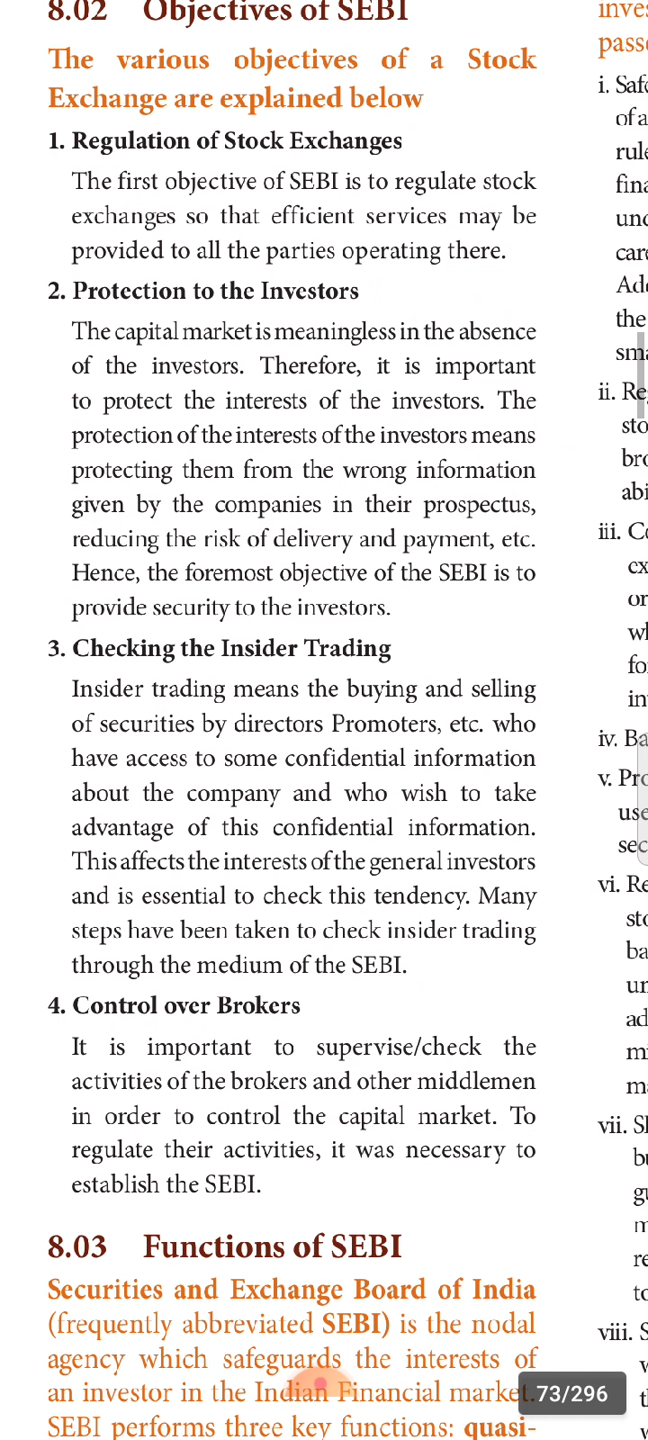 8.02 Objectives of SEBI
The various objectives of a Stock
Exchange are explained below
1. Regulation of Stock Exchanges
The first objective of SEBI is to regulate stock
exchanges so that efficient services may be
provided to all the parties operating there.
2. Protection to the Investors
The capital market is meaningless in the absence
of the investors. Therefore, it is important
to protect the interests of the investors. The
protection of the interests of the investors means
protecting them from the wrong information
given by the companies in their prospectus,
reducing the risk of delivery and payment, etc.
Hence, the foremost objective of the SEBI is to
provide security to the investors.
3. Checking the Insider Trading
Insider trading means the buying and selling
of securities by directors Promoters, etc. who
have access to some confidential information
about the company and who wish to take
advantage of this confidential information.
This affects the interests of the general investors
and is essential to check this tendency. Many
steps have been taken to check insider trading
through the medium of the SEBI.
4. Control over Brokers
It is important to supervise/check the
activities of the brokers and other middlemen
in order to control the capital market. To
regulate their activities, it was necessary to
establish the SEBI.
8.03 Functions of SEBI
Securities and Exchange Board of India
(frequently abbreviated SEBI) is the nodal
agency which safeguards the interests of
an investor in the Indian Financial market.
SEBI performs three key functions: quasi-
73/296
i.
of a
the
ii.
iii.
or
iv.
v.
vi.
vii.
viii.